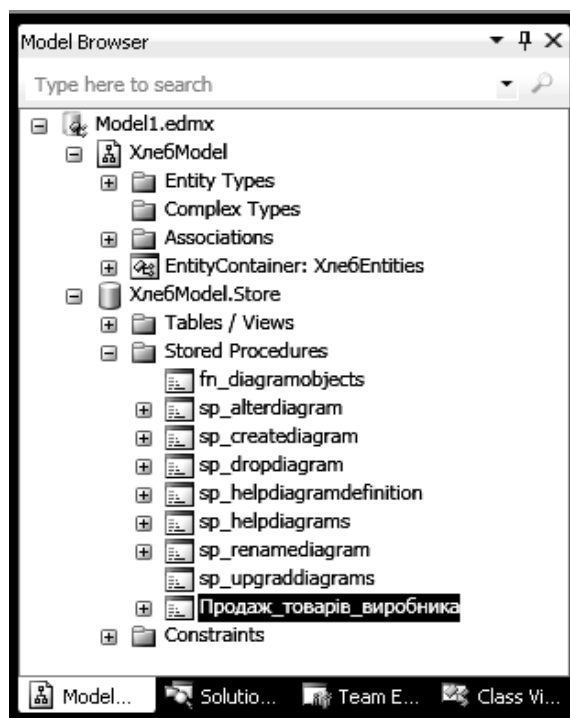 Model Browser
Type here to search
Model1.edmx
ХлебModel
Entity Types
Complex Types
Associations
EntityContainer: ХлебEntities
ХлебModel.Store
Tables / Views
Stored Procedures
fn_diagramobjects
sp_alterdiagram
sp_creatediagram
sp_dropdiagram
sp_helpdiagramdefinition
sp_helpdiagrams
sp_renamediagram
sp_upgraddiagrams
Продаж_товарів_виробника
Constraints
Model... Solutio... Team E... Class Vi...